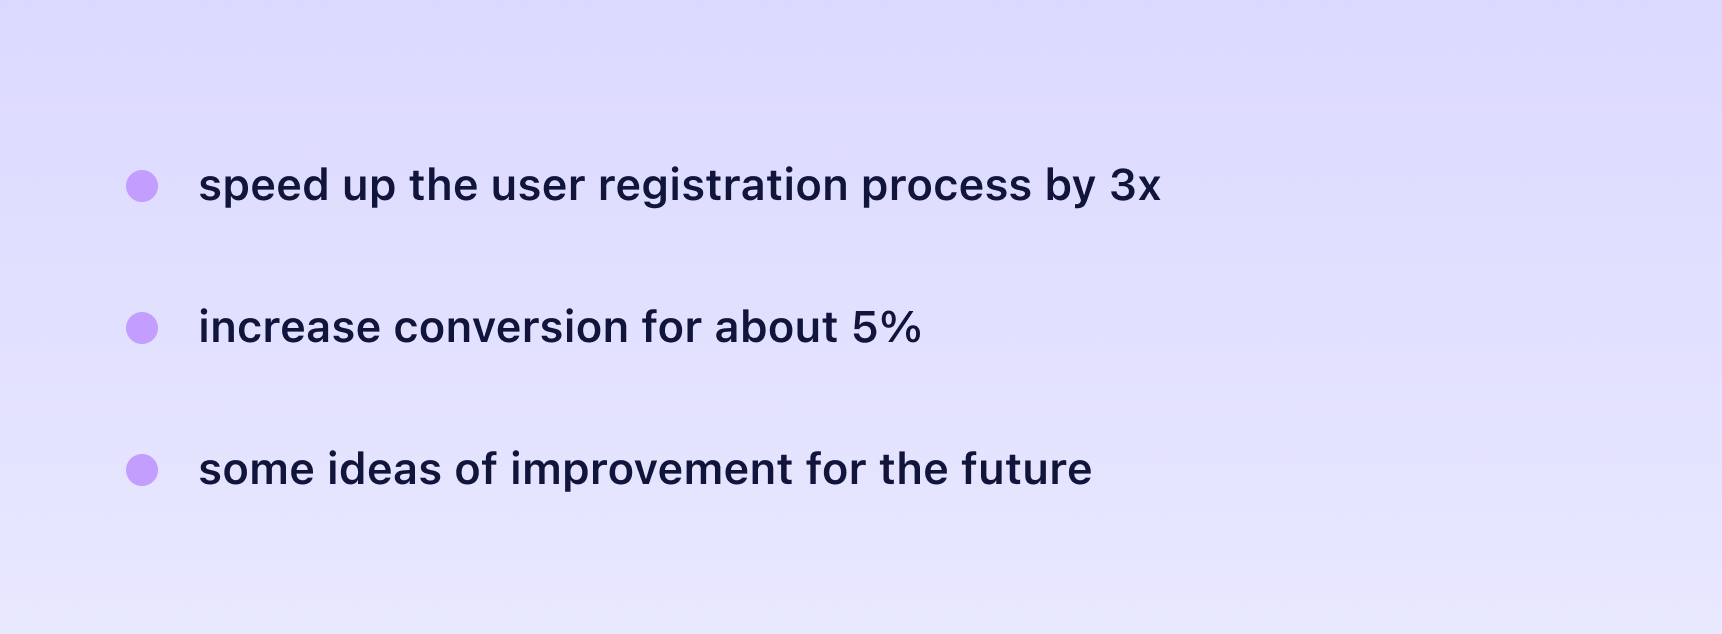 speed up the user registration process by 3x
increase conversion for about 5%
some ideas of improvement for the future